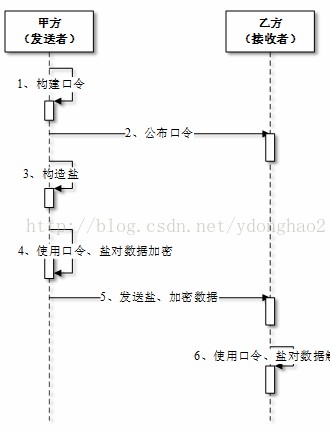 甲方
（发送者）
乙方
（接收者）
1、构建口令
2、公布口令
3、构造盐
http://blog.csdn.net/ydonghao2
4、使用口令、盐对数据加密
5、发送盐、加密数据
6、使用口令、盐对数据